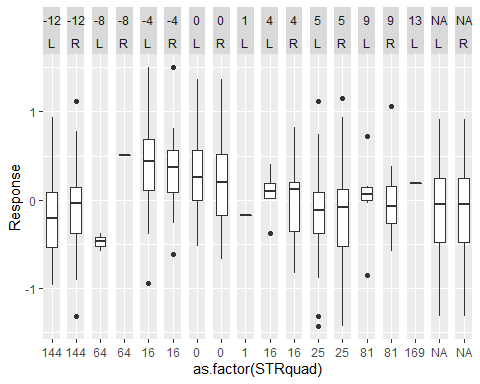 -12 -12 -8 -8 -4 -4 0 0 1 4 4 5 5 9 9 13 NA NA
L R L R L R L R L L R L R L R L L R
1
0
-1
Response
144 144 64 64 16 16 0 0 1 16 16 25 25 81 81 169 NA NA
as.factor(STRquad)